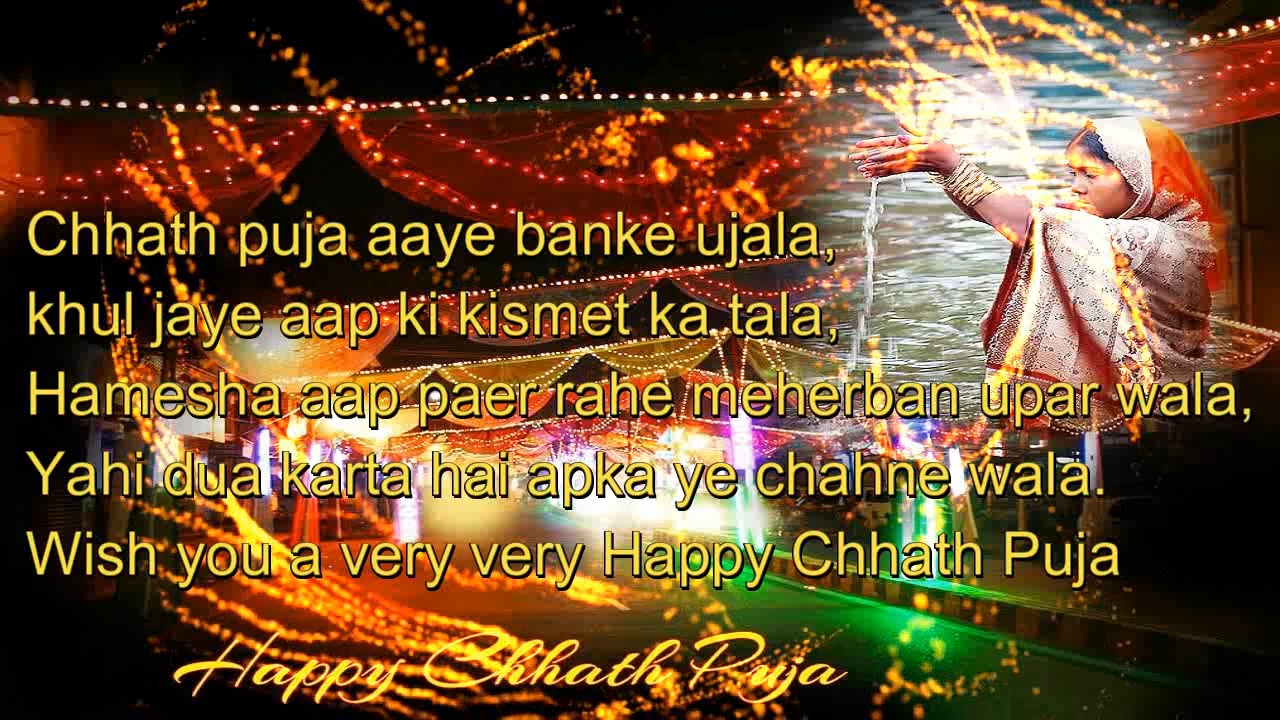 Chhath puja aaye banke ujala,
khul jaye aap ki kismet ka tala,
Hamesha aap paer rahe meherban upar wala,
Yahi dua karta hai apka ye chahne wala.
Wish you a very very Happy Chhath Puja
Happy Chhath Puja